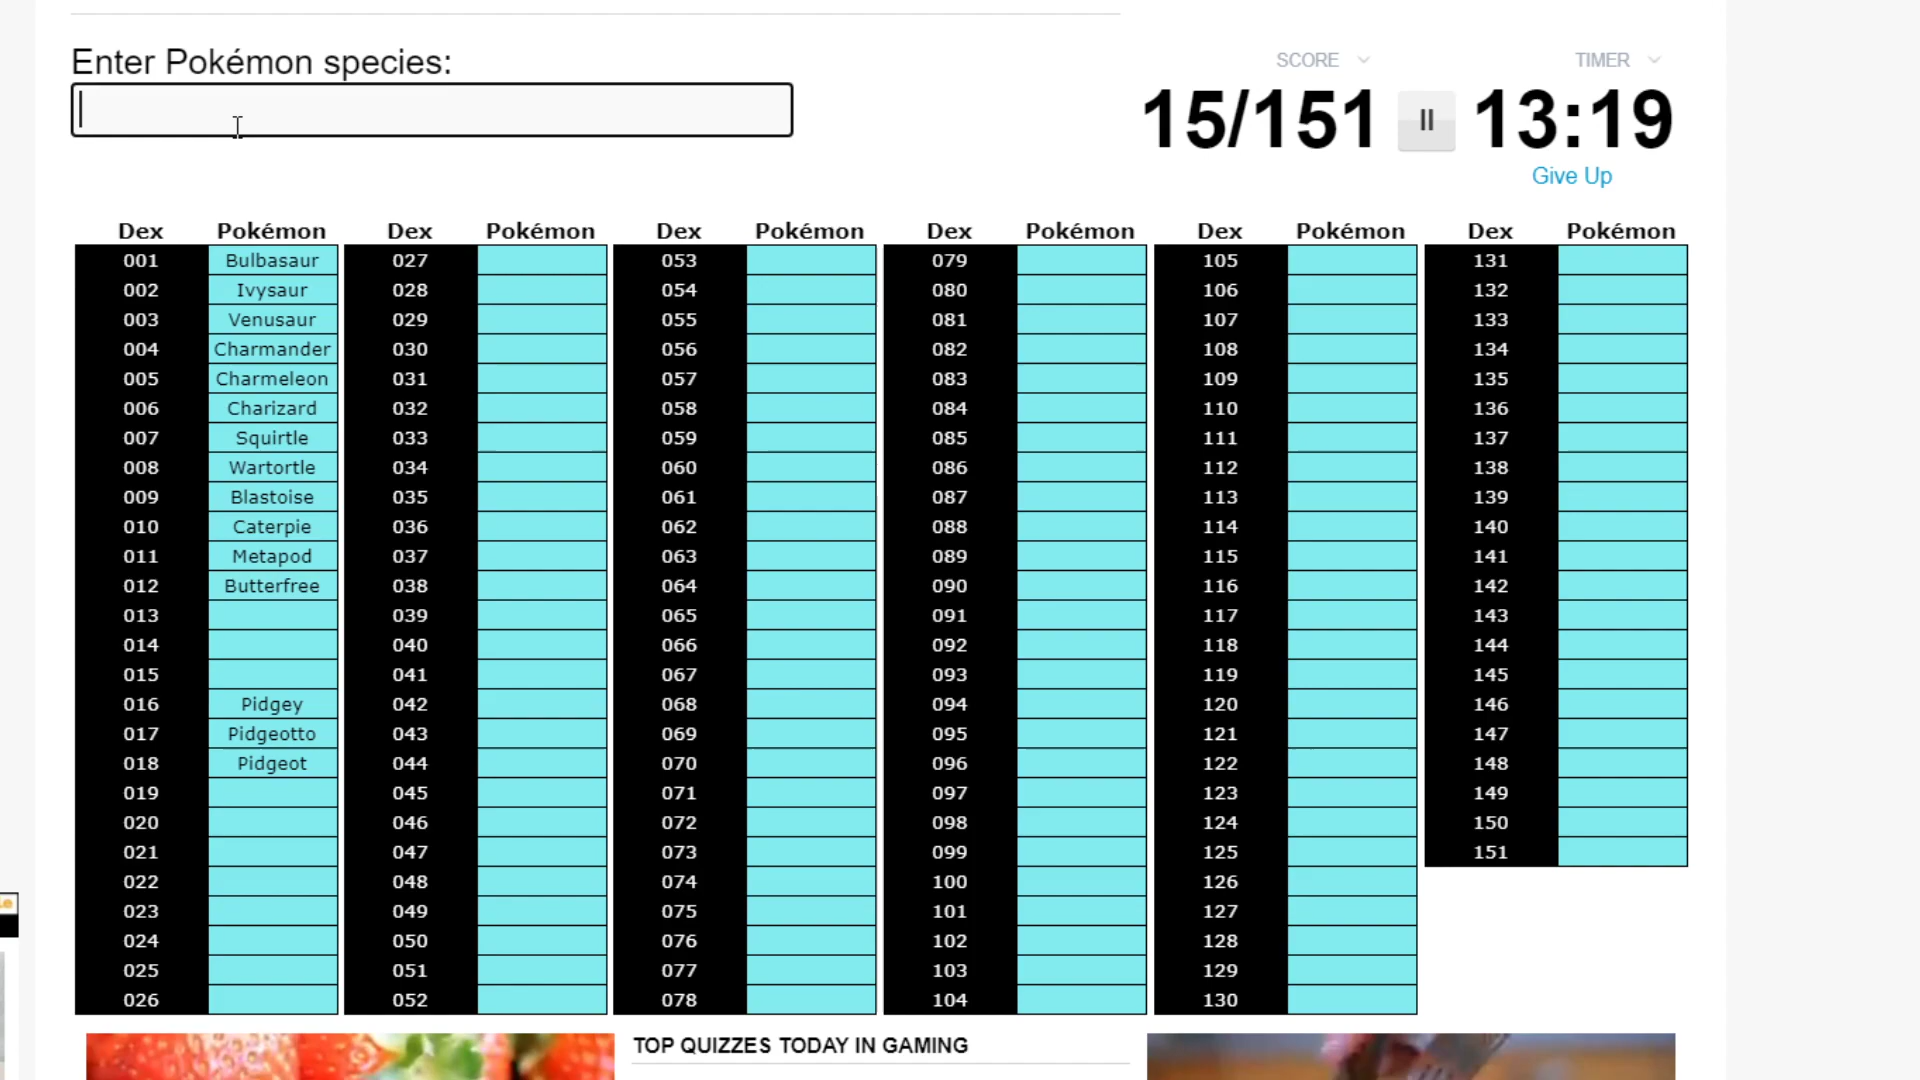 Enter Pokémon species:
SCORE
TIMER
15/151
13:19
Give Up
Dex Pokémon Dex Pokémon Dex Pokémon Dex Pokémon Dex Pokémon Dex Pokémon
001 Bulbasaur 027 053 079 105 131
002 Ivysaur 028 054 080 106 132
003 Venusaur 029 055 081 107 133
004 Charmander 030 056 082 108 134
005 Charmeleon 031 057 083 109 135
006 Charizard 032 058 084 110 136
007 Squirtle 033 059 085 111 137
008 Wartortle 034 060 086 112 138
009 Blastoise 035 061 087 113 139
010 Caterpie 036 062 088 114 140
011 Metapod 037 063 089 115 141
012 Butterfree 038 064 090 116 142
013 039 065 091 117 143
014 040 066 092 118 144
015 041 067 093 119 145
016 Pidgey 042 068 094 120 146
017 Pidgeotto 043 069 095 121 147
018 Pidgeot 044 070 096 122 148
019 045 071 097 123 149
020 046 072 098 124 150
021 047 073 099 125 151
022 048 074 100 126
023 049 075 101 127
024 050 076 102 128
025 051 077 103 129
026 052 078 104 130
TOP QUIZZES TODAY IN GAMING